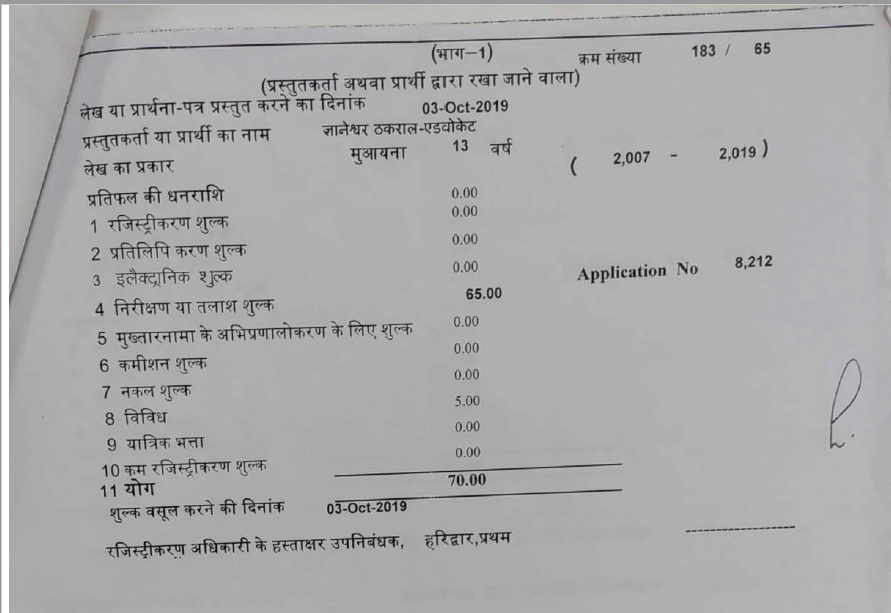 (भाग-1) क्रम संख्या 183 / 65
(प्रस्तुतकर्ता अथवा प्रार्थी द्वारा रखा जाने वाला)
लेख या प्रार्थना-पत्र प्रस्तुत करने का दिनांक 03-Oct-2019
प्रस्तुतकर्ता या प्रार्थी का नाम ज्ञानेश्वर ठकराल-एडवोकेट
लेख का प्रकार मुआयना 13 वर्ष ( 2,007 - 2,019 )
प्रतिफल की धनराशि 0.00
1 रजिस्ट्रीकरण शुल्क 0.00
2 प्रतिलिपि करण शुल्क 0.00
3 इलैक्ट्रानिक शुल्क 0.00 Application No 8,212
4 निरीक्षण या तलाश शुल्क 65.00
5 मुख्तारनामा के अभिप्रणालोकरण के लिए शुल्क 0.00
6 कमीशन शुल्क 0.00
7 नकल शुल्क 0.00
8 विविध 5.00
9 यात्रिक भत्ता 0.00
10 कम रजिस्ट्रीकरण शुल्क 0.00
11 योग 70.00
शुल्क वसूल करने की दिनांक 03-Oct-2019
रजिस्ट्रीकरण अधिकारी के हस्ताक्षर उपनिबंधक, हरिद्वार,प्रथम